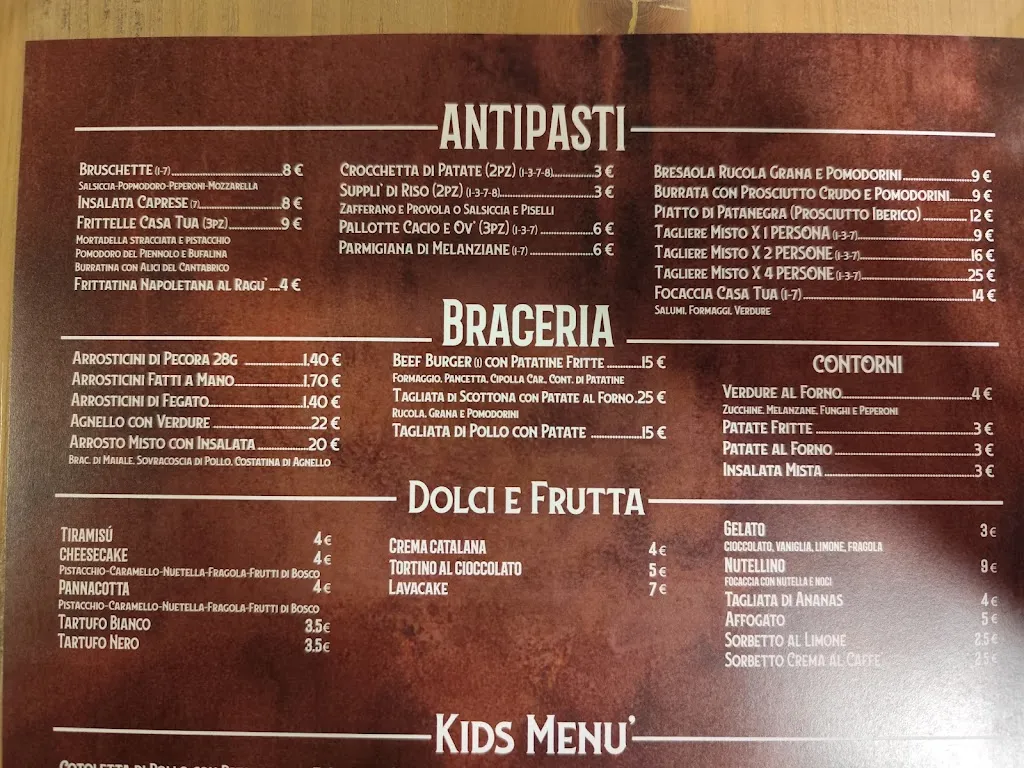 ANTIPASTI
BRUSCHETTE (1-7) 8 €
SALSICCIA-POPMODORO-PEPERONI-MOZZARELLA
INSALATA CAPRESE (7) 8 €
FRITTELLE CASA TUA (3PZ) 9 €
MORTADELLA STRACCIATA E PISTACCHIO
POMODORO DEL PIENNOLO E BUFALINA
BURRATINA CON ALICI DEL CANTABRICO
FRITTATINA NAPOLETANA AL RAGU' 4 €
CROCCHETTA DI PATATE (2PZ) (1-3-7-8) 3 €
SUPPLI' DI RISO (2PZ) (1-3-7-8) 3 €
ZAFFERANO E PROVOLA O SALSICCIA E PISELLI
PALLOTTE CACIO E OV' (3PZ) (1-3-7) 6 €
PARMIGIANA DI MELANZIANE (1-7) 6 €
BRESAOLA RUCOLA GRANA E POMODORINI 9 €
BURRATA CON PROSCIUTTO CRUDO E POMODORINI 9 €
PIATTO DI PATANEGRA (PROSCIUTTO IBERICO) 12 €
TAGLIERE MISTO X 1 PERSONA (1-3-7) 9 €
TAGLIERE MISTO X 2 PERSONE (1-3-7) 16 €
TAGLIERE MISTO X 4 PERSONE (1-3-7) 25 €
FOCACCIA CASA TUA (1-7) 14 €
SALUMI, FORMAGGI, VERDURE
BRACERIA
ARROSTICINI DI PECORA 28G 1.40 €
ARROSTICINI FATTI A MANO 1.70 €
ARROSTICINI DI FEGATO 1.40 €
AGNELLO CON VERDURE 22 €
ARROSTO MISTO CON INSALATA 20 €
BRAC. DI MAIALE, SOVRACOSCIA DI POLLO, COSTATINA DI AGNELLO
BEEF BURGER (1) CON PATATINE FRITTE 15 €
FORMAGGIO, PANCETTA, CIPOLLA CAR., CONT. DI PATATINE
TAGLIATA DI SCOTTONA CON PATATE AL FORNO 25 €
RUCOLA, GRANA E POMODORINI
TAGLIATA DI POLLO CON PATATE 15 €
CONTORNI
VERDURE AL FORNO 4 €
ZUCCHINE, MELANZANE, FUNGHI E PEPERONI
PATATE FRITTE 3 €
PATATE AL FORNO 3 €
INSALATA MISTA 3 €
DOLCI E FRUTTA
TIRAMISÚ 4 €
CHEESECAKE 4 €
PISTACCHIO-CARAMELLO-NUETELLA-FRAGOLA-FRUTTI DI BOSCO
PANNACOTTA 4 €
PISTACCHIO-CARAMELLO-NUETELLA-FRAGOLA-FRUTTI DI BOSCO
TARTUFO BIANCO 3.5 €
TARTUFO NERO 3.5 €
CREMA CATALANA 4 €
TORTINO AL CIOCCOLATO 5 €
LAVACAKE 7 €
GELATO 3 €
CIOCCOLATO, VANIGLIA, LIMONE, FRAGOLA
NUTELLINO 9 €
FOCACCIA CON NUTELLA E NOCI
TAGLIATA DI ANANAS 4 €
AFFOGATO 5 €
SORBETTO AL LIMONE 2.5 €
SORBETTO CREMA AL CAFFE' 2.5 €
KIDS MENU'